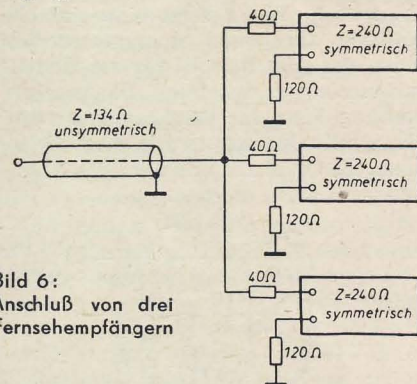 40Ω
Z=240Ω
symmetrisch
120Ω
Z=134Ω
unsymmetrisch
40Ω
Z=240Ω
symmetrisch
120Ω
Bild 6:
Anschluß von drei
Fernsehempfängern
40Ω
Z=240Ω
symmetrisch
120Ω